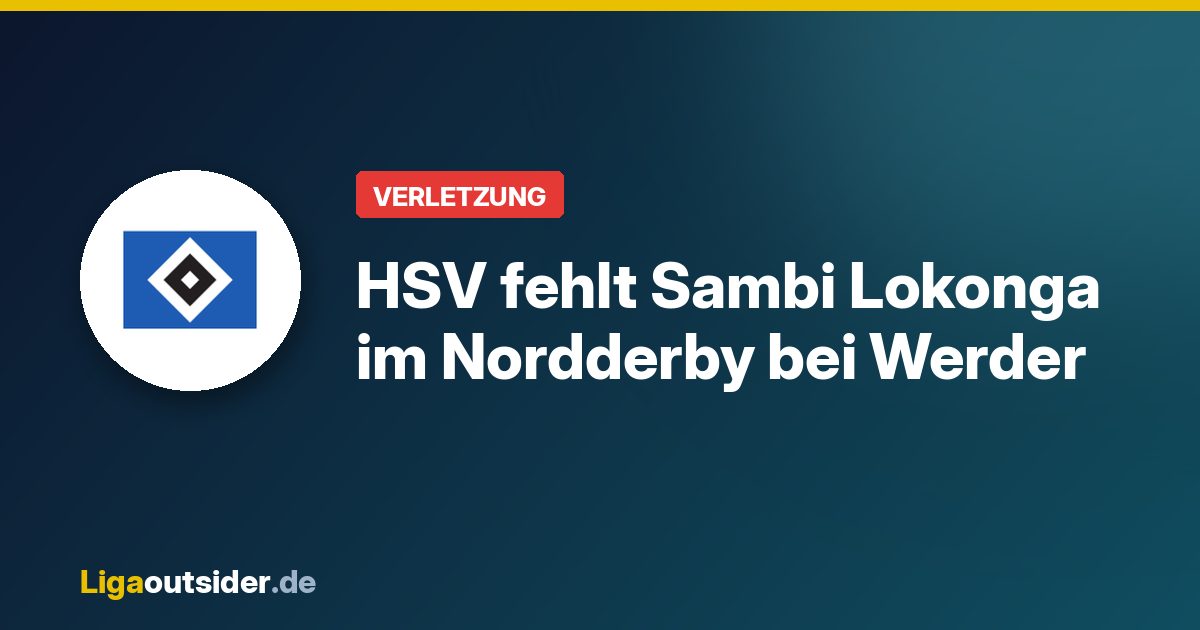 VERLETZUNG
HSV fehlt Sambi Lokonga
im Nordderby bei Werder
Ligaoutsider.de